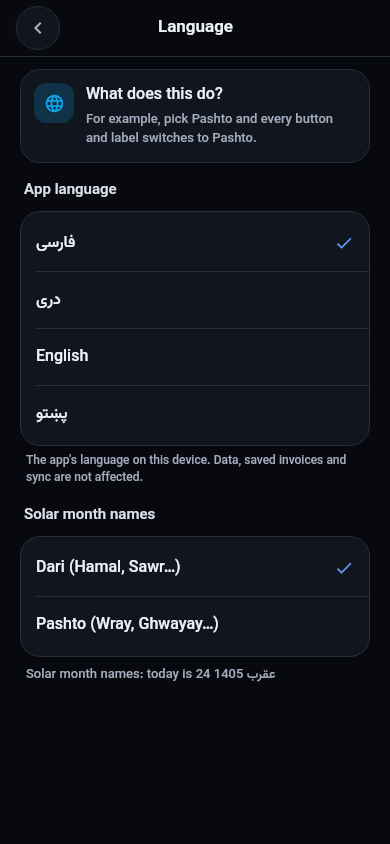 Language
What does this do?
For example, pick Pashto and every button
and label switches to Pashto.
App language
فارسی
دری
English
پښتو
The app's language on this device. Data, saved invoices and
sync are not affected.
Solar month names
Dari (Hamal, Sawr…)
Pashto (Wray, Ghwayay…)
Solar month names: today is 24 عقرب 1405